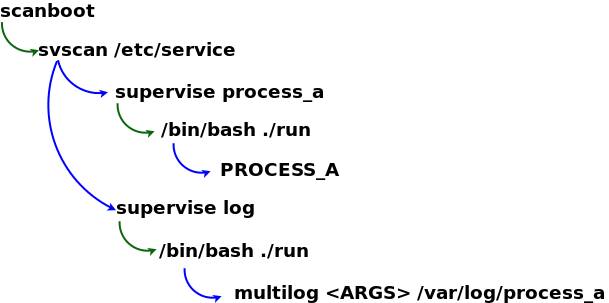 scanboot
svscan /etc/service
supervise process_a
/bin/bash ./run
PROCESS_A
supervise log
/bin/bash ./run
multilog <ARGS> /var/log/process_a